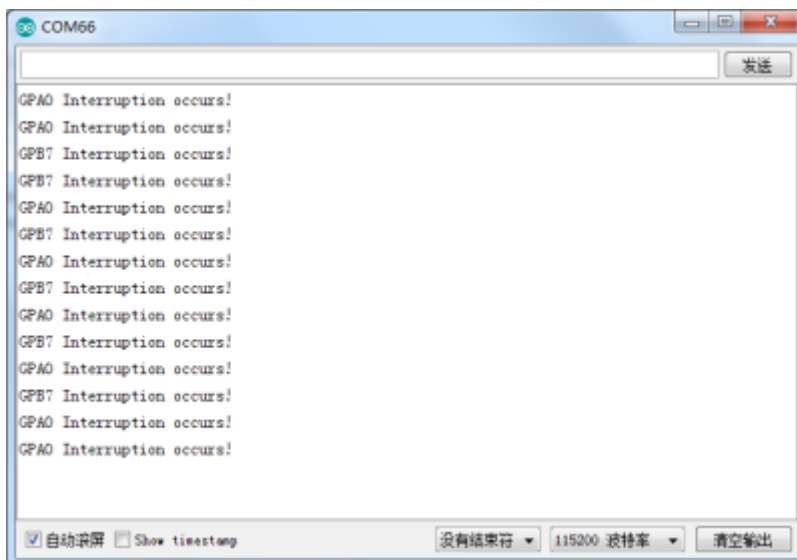 COM66
发送
GPA0 Interruption occurs!
GPA0 Interruption occurs!
GPB7 Interruption occurs!
GPB7 Interruption occurs!
GPA0 Interruption occurs!
GPB7 Interruption occurs!
GPA0 Interruption occurs!
GPB7 Interruption occurs!
GPA0 Interruption occurs!
GPB7 Interruption occurs!
GPA0 Interruption occurs!
GPB7 Interruption occurs!
GPA0 Interruption occurs!
GPA0 Interruption occurs!
自动滚屏 Show timestamp 没有结束符 115200 波特率 清空输出